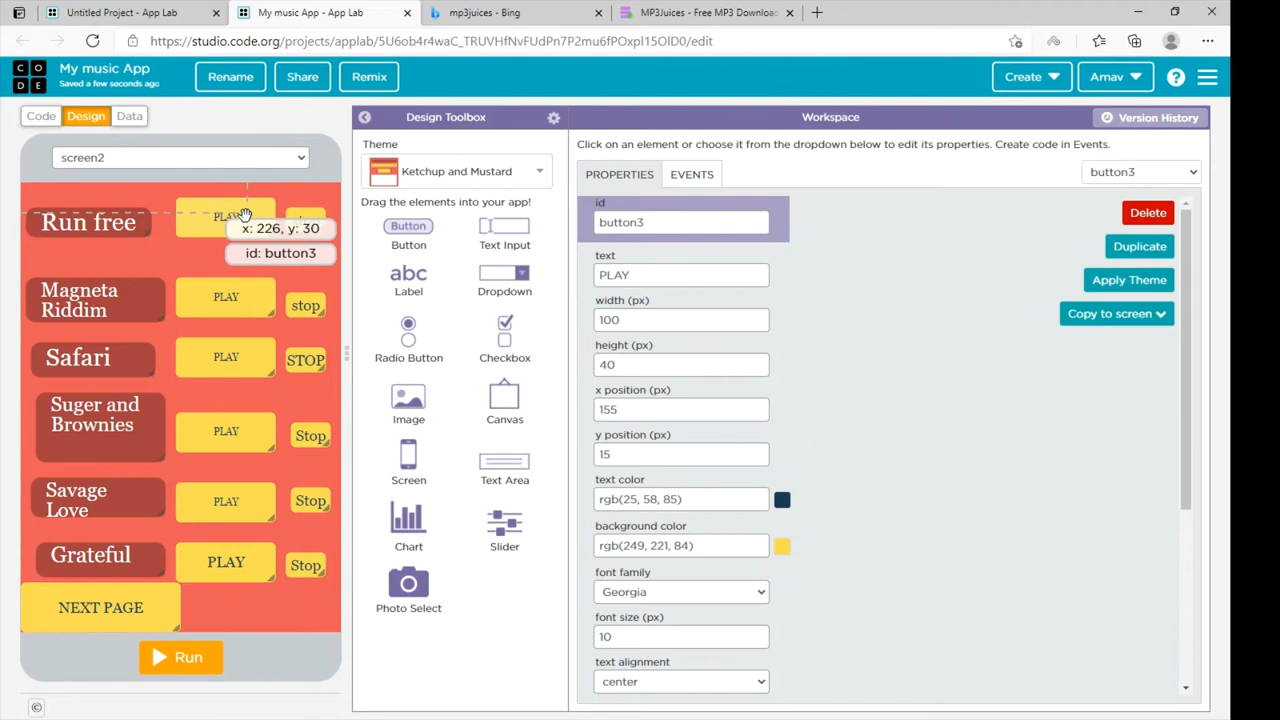 Untitled Project - App Lab
My music App - App Lab
mp3juices - Bing
MP3Juices - Free MP3 Downloa
https://studio.code.org/projects/applab/5U6ob4r4waC_TRUVHfNvFUdPn7P2mu6fPOxpl15OlD0/edit
C O
D E
My music App
Saved a few seconds ago
Rename
Share
Remix
Create
Arnav
?
Code
Design
Data
Design Toolbox
Workspace
Version History
screen2
Theme
Ketchup and Mustard
Drag the elements into your app!
Click on an element or choose it from the dropdown below to edit its properties. Create code in Events.
PROPERTIES
EVENTS
button3
Run free
x: 226, y: 30
id: button3
Magneta
Riddim
PLAY
stop
Safari
PLAY
STOP
Suger and
Brownies
PLAY
Stop
Savage
Love
PLAY
Stop
Grateful
PLAY
Stop
NEXT PAGE
Run
Button
Button
Text Input
abc
Label
Dropdown
Radio Button
Checkbox
Image
Canvas
Screen
Text Area
Chart
Slider
Photo Select
id
button3
text
PLAY
width (px)
100
height (px)
40
x position (px)
155
y position (px)
15
text color
rgb(25, 58, 85)
background color
rgb(249, 221, 84)
font family
Georgia
font size (px)
10
text alignment
center
Delete
Duplicate
Apply Theme
Copy to screen
©